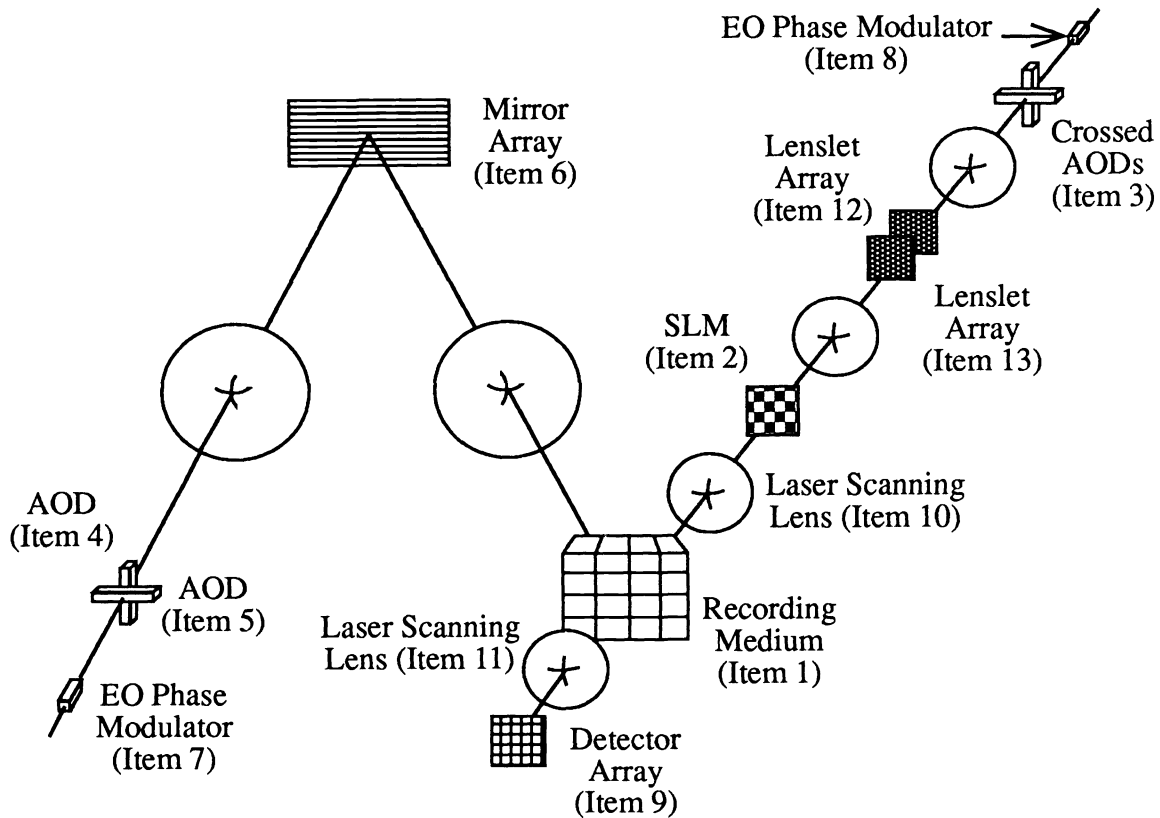 EO Phase Modulator
(Item 8)
Mirror
Array
(Item 6)
Lenslet
Array
(Item 12)
Crossed
AODs
(Item 3)
Lenslet
Array
(Item 13)
SLM
(Item 2)
Laser Scanning
Lens (Item 10)
AOD
(Item 4)
AOD
(Item 5)
EO Phase
Modulator
(Item 7)
Laser Scanning
Lens (Item 11)
Recording
Medium
(Item 1)
Detector
Array
(Item 9)